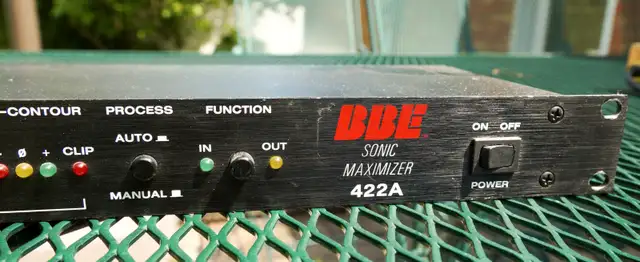 -CONTOUR
PROCESS
FUNCTION
- Ø + CLIP
AUTO
MANUAL
IN
OUT
BBE
SONIC
MAXIMIZER
422A
ON OFF
POWER